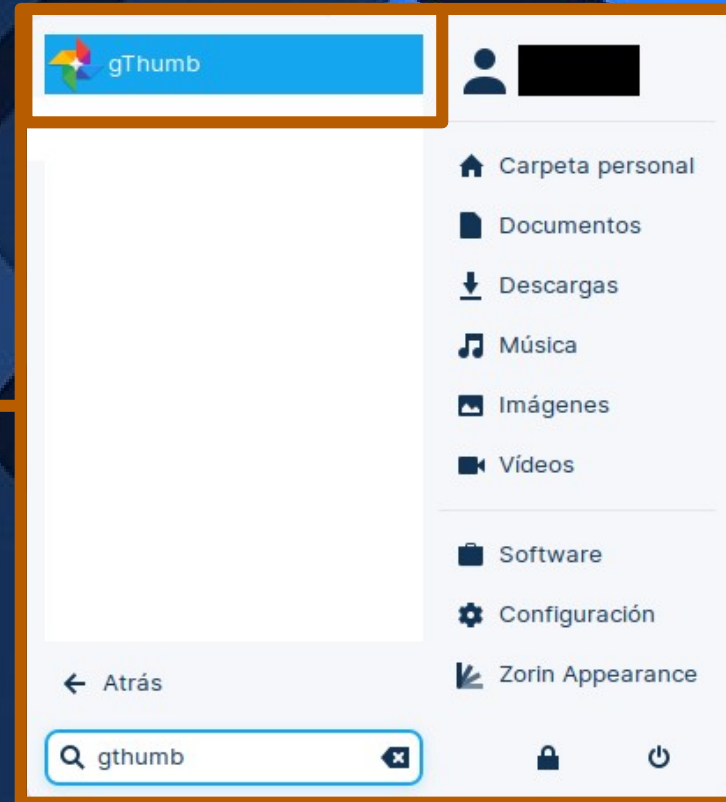 gThumb
Carpeta personal
Documentos
Descargas
Música
Imágenes
Vídeos
Software
Configuración
Zorin Appearance
Atrás
gthumb